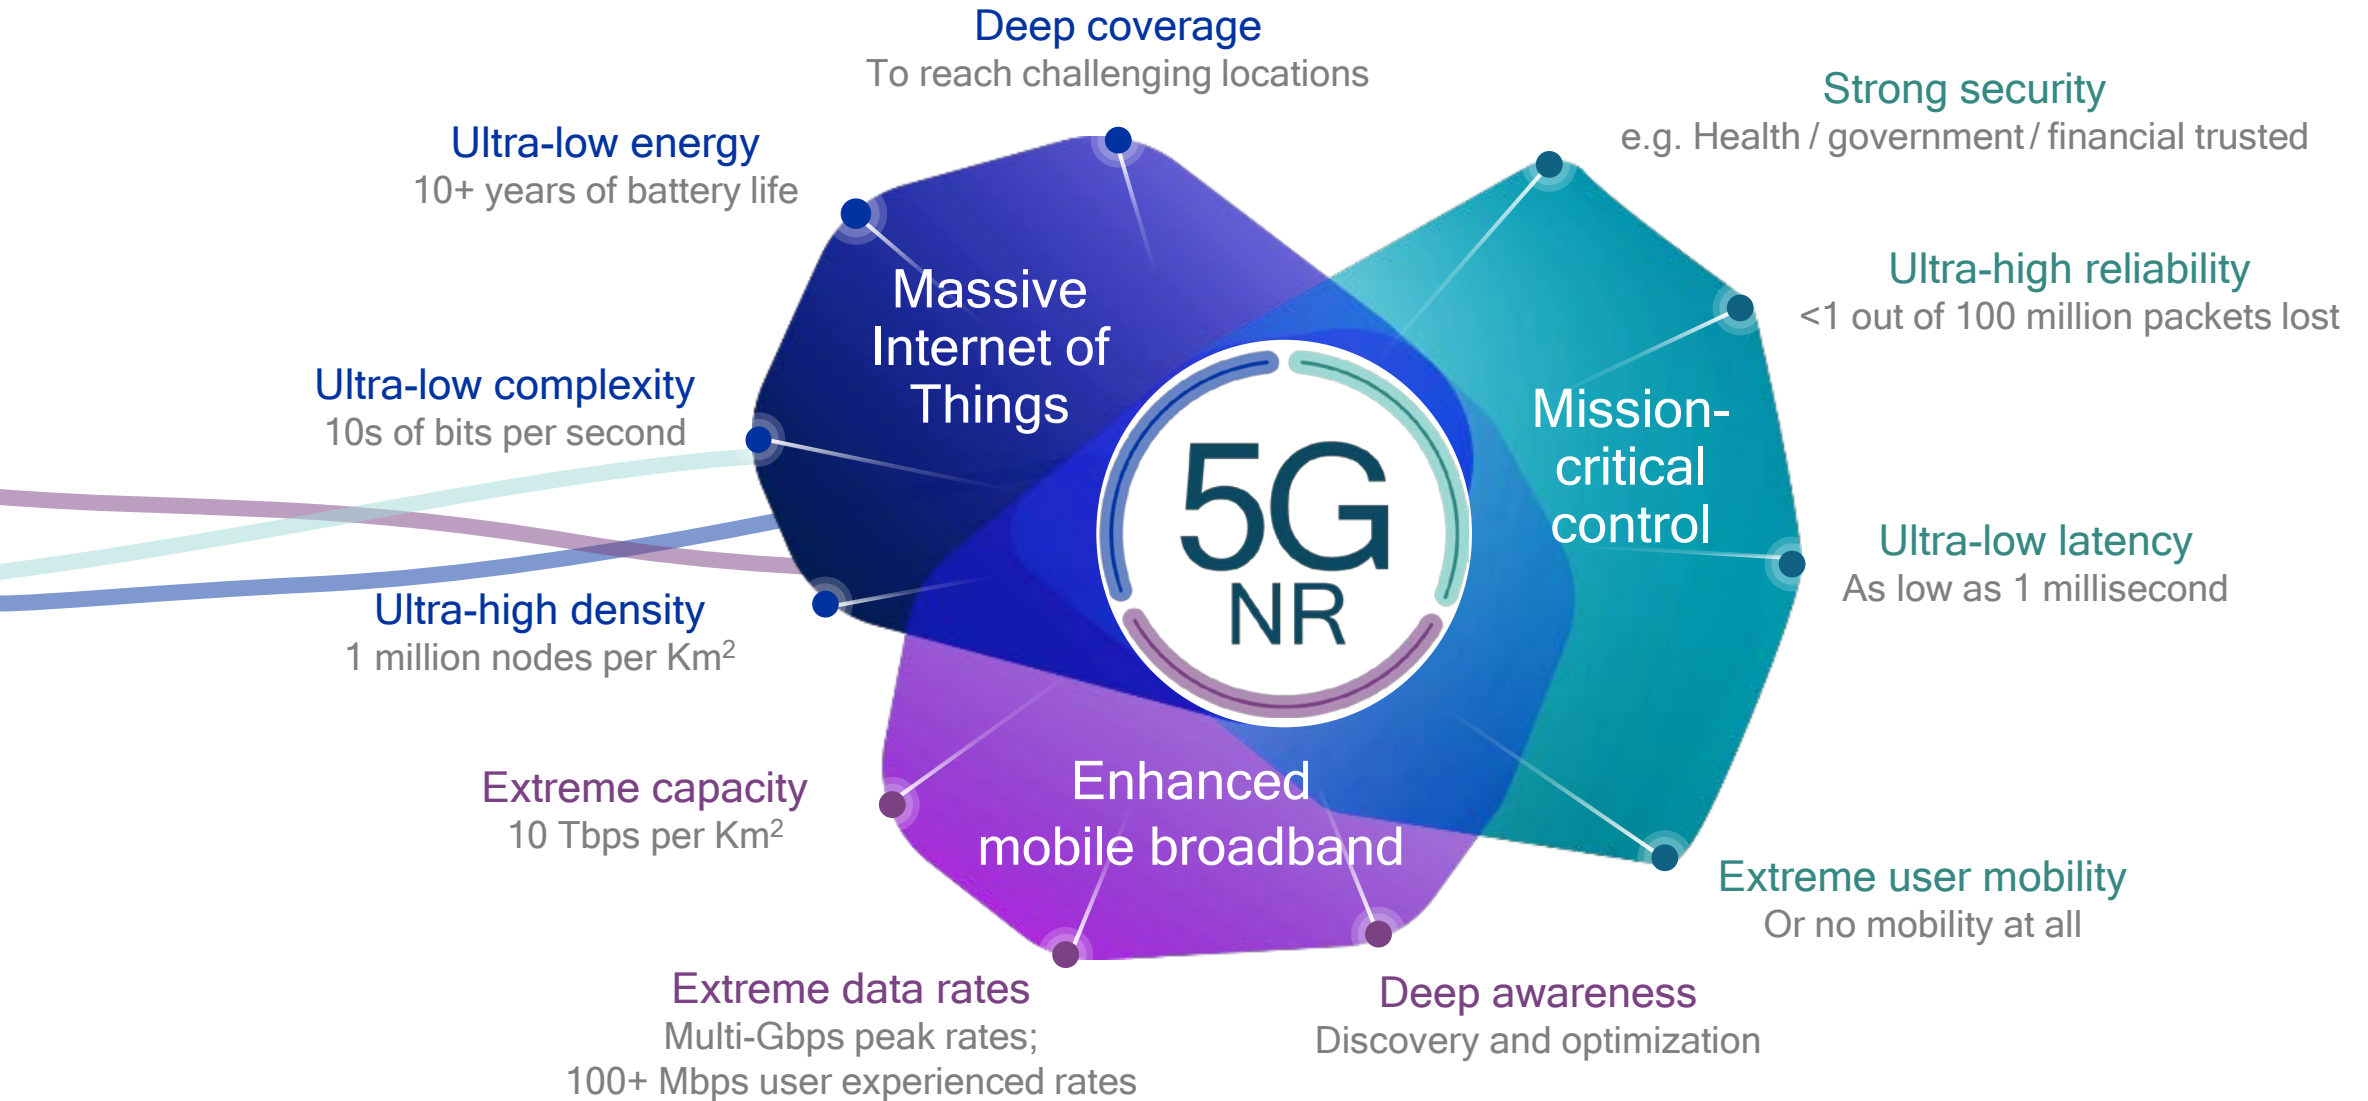 Deep coverage
To reach challenging locations
Ultra-low energy
10+ years of battery life
Ultra-low complexity
10s of bits per second
Ultra-high density
1 million nodes per Km²
Massive
Internet of
Things
Strong security
e.g. Health / government / financial trusted
Ultra-high reliability
<1 out of 100 million packets lost
Mission-
critical
control
Ultra-low latency
As low as 1 millisecond
Extreme user mobility
Or no mobility at all
5G
NR
Enhanced
mobile broadband
Extreme capacity
10 Tbps per Km²
Extreme data rates
Multi-Gbps peak rates;
100+ Mbps user experienced rates
Deep awareness
Discovery and optimization